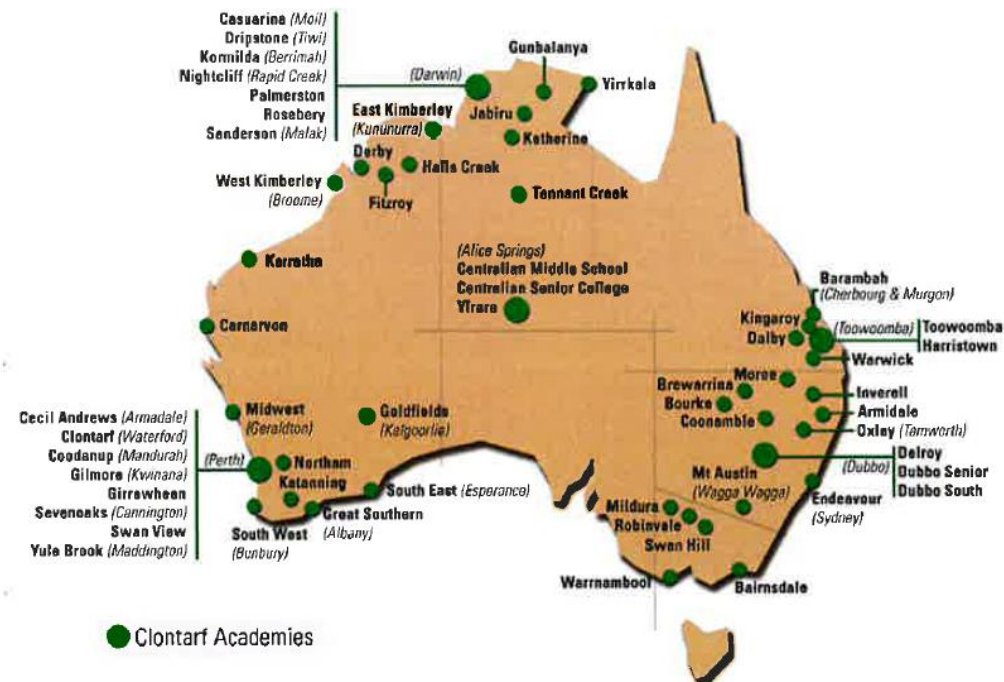 Casuarina (Moil)
Dripstone (Tiwi)
Kormilda (Berrimah)
Nightcliff (Rapid Creek)
Palmerston
Rosebery
Sanderson (Malak)
(Darwin)
Gunbalanya
Yirrkala
Jabiru
Katherine
East Kimberley
(Kununurra)
Derby
Halls Creek
West Kimberley
(Broome)
Fitzroy
Tennant Creek
Karratha
(Alice Springs)
Centralian Middle School
Centralian Senior College
Yirara
Carnarvon
Barambah
(Cherbourg & Murgon)
Kingaroy
(Toowoomba)
Toowoomba
Harristown
Dalby
Warwick
Moree
Brewarrina
Bourke
Coonamble
Inverell
Armidale
Oxley (Tamworth)
Midwest
(Geraldton)
Goldfields
(Kalgoorlie)
Cecil Andrews (Armadale)
Clontarf (Waterford)
Coodanup (Mandurah)
Gilmore (Kwinana)
Girrawheen
Sevenoaks (Cannington)
Swan View
Yule Brook (Maddington)
(Perth)
Northam
Katanning
South East (Esperance)
Great Southern
(Albany)
South West
(Bunbury)
(Dubbo)
Delroy
Dubbo Senior
Dubbo South
Mt Austin
(Wagga Wagga)
Endeavour
(Sydney)
Mildura
Robinvale
Swan Hill
Warrnambool
Bairnsdale
Clontarf Academies